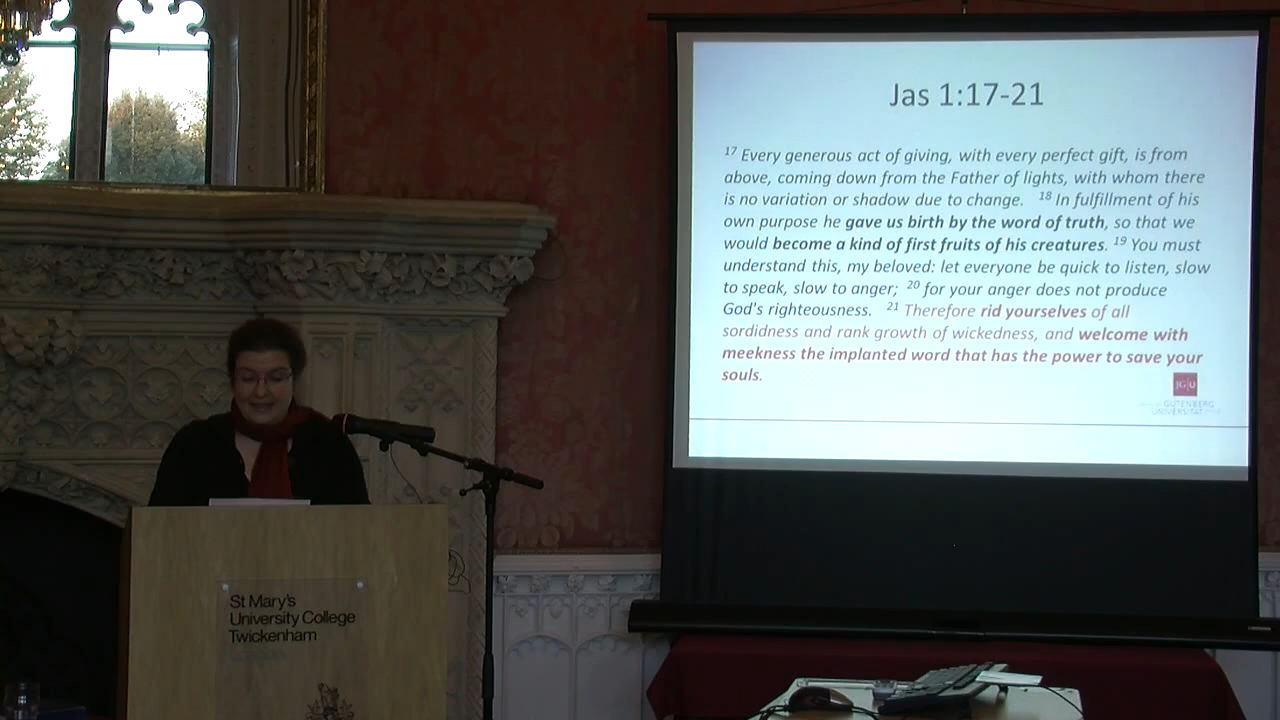 Jas 1:17-21
17 Every generous act of giving, with every perfect gift, is from
above, coming down from the Father of lights, with whom there
is no variation or shadow due to change. 18 In fulfillment of his
own purpose he gave us birth by the word of truth, so that we
would become a kind of first fruits of his creatures. 19 You must
understand this, my beloved: let everyone be quick to listen, slow
to speak, slow to anger; 20 for your anger does not produce
God's righteousness. 21 Therefore rid yourselves of all
sordidness and rank growth of wickedness, and welcome with
meekness the implanted word that has the power to save your
souls.
JG|U
GUTENBERG
UNIVERSITÄT
St Mary's
University College
Twickenham